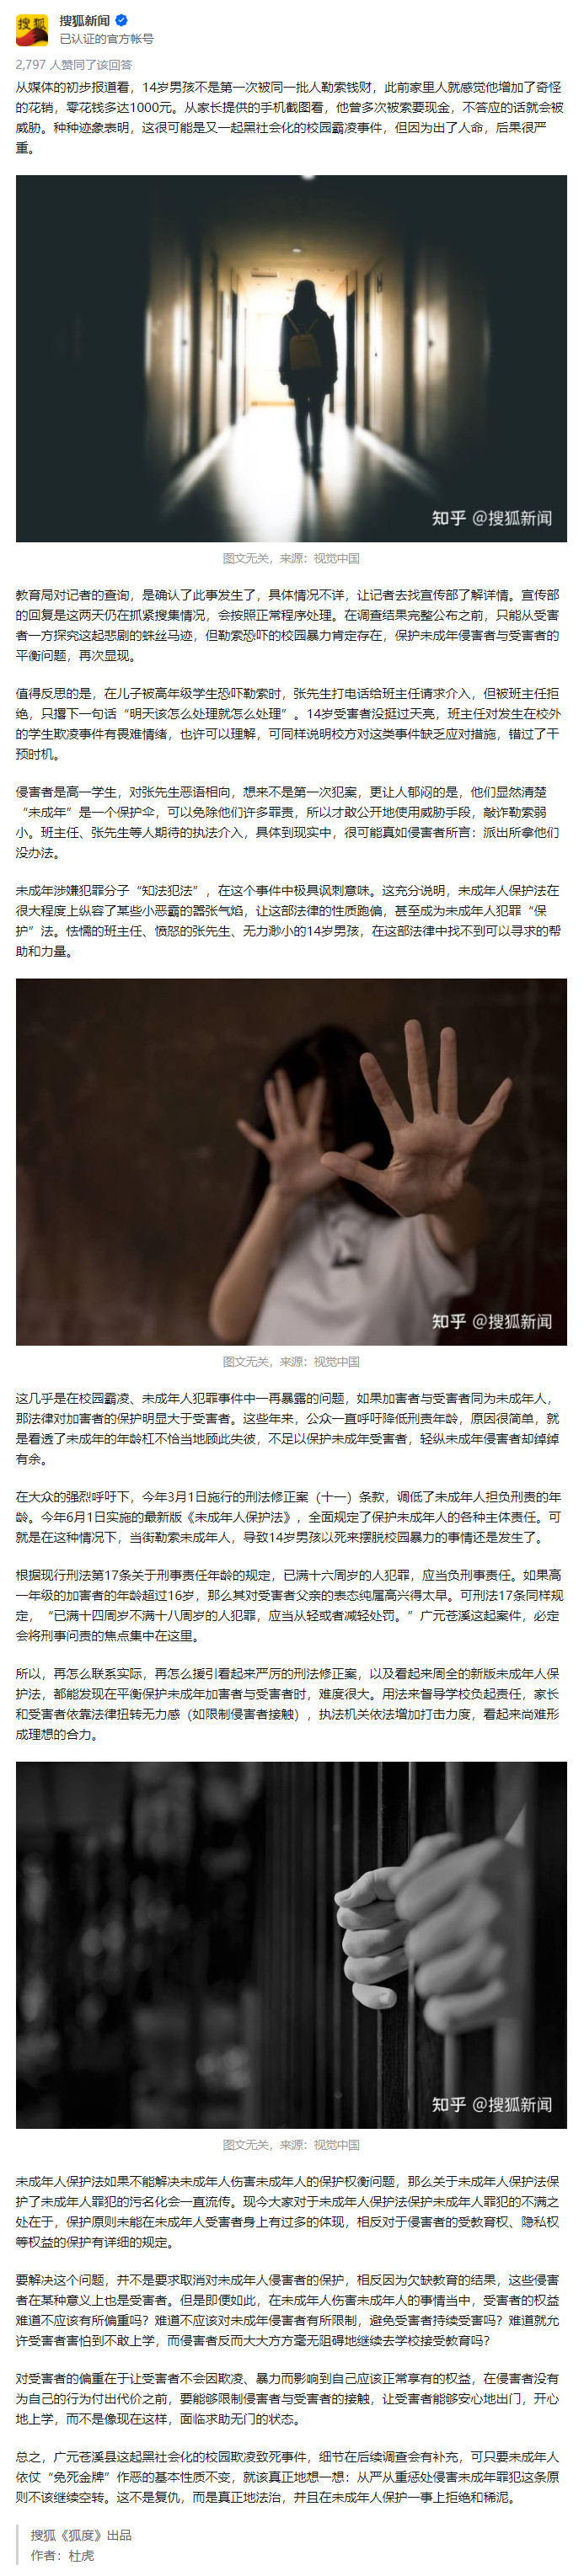 搜狐
搜狐新闻
已认证的官方帐号
2,797 人赞同了该回答
从媒体的初步报道看，14岁男孩不是第一次被同一批人勒索钱财，此前家里人就感觉他增加了奇怪
的花销，零花钱多达1000元。从家长提供的手机截图看，他曾多次被索要现金，不答应的话就会被
威胁。种种迹象表明，这很可能是又一起黑社会化的校园霸凌事件，但因为出了人命，后果很严
重。
知乎 @搜狐新闻
图文无关，来源：视觉中国
教育局对记者的查询，是确认了此事发生了，具体情况不详，让记者去找宣传部了解详情。宣传部
的回复是这两天仍在抓紧搜集情况，会按照正常程序处理。在调查结果完整公布之前，只能从受害
者一方探究这起悲剧的蛛丝马迹，但勒索恐吓的校园暴力肯定存在，保护未成年侵害者与受害者的
平衡问题，再次显现。
值得反思的是，在儿子被高年级学生恐吓勒索时，张先生打电话给班主任请求介入，但被班主任拒
绝，只撂下一句话“明天该怎么处理就怎么处理”。14岁受害者没挺过天亮，班主任对发生在校外
的学生欺凌事件有畏难情绪，也许可以理解，可同样说明校方对这类事件缺乏应对措施，错过了干
预时机。
侵害者是高一学生，对张先生恶语相向，想来不是第一次犯案，更让人郁闷的是，他们显然清楚
“未成年”是一个保护伞，可以免除他们许多罪责，所以才敢公开地使用威胁手段，敲诈勒索弱
小。班主任、张先生等人期待的执法介入，具体到现实中，很可能真如侵害者所言：派出所拿他们
没办法。
未成年涉嫌犯罪分子“知法犯法”，在这个事件中极具讽刺意味。这充分说明，未成年人保护法在
很大程度上纵容了某些小恶霸的嚣张气焰，让这部法律的性质跑偏，甚至成为未成年人犯罪“保
护”法。怯懦的班主任、愤怒的张先生、无力渺小的14岁男孩，在这部法律中找不到可以寻求的帮
助和力量。
知乎 @搜狐新闻
图文无关，来源：视觉中国
这几乎是在校园霸凌、未成年人犯罪事件中一再暴露的问题，如果加害者与受害者同为未成年人，
那法律对加害者的保护明显大于受害者。这些年来，公众一直呼吁降低刑责年龄，原因很简单，就
是看透了未成年的年龄杠不恰当地顾此失彼，不足以保护未成年受害者，轻纵未成年侵害者却绰绰
有余。
在大众的强烈呼吁下，今年3月1日施行的刑法修正案（十一）条款，调低了未成年人担负刑责的年
龄。今年6月1日实施的最新版《未成年人保护法》，全面规定了保护未成年人的各种主体责任。可
就是在这种情况下，当街勒索未成年人，导致14岁男孩以死来摆脱校园暴力的事情还是发生了。
根据现行刑法第17条关于刑事责任年龄的规定，已满十六周岁的人犯罪，应当负刑事责任。如果高
一年级的加害者的年龄超过16岁，那么其对受害者父亲的表态纯属高兴得太早。可刑法17条同样规
定，“已满十四周岁不满十八周岁的人犯罪，应当从轻或者减轻处罚。”广元苍溪这起案件，必定
会将刑事问责的焦点集中在这里。
所以，再怎么联系实际，再怎么援引看起来严厉的刑法修正案，以及看起来周全的新版未成年人保
护法，都能发现在平衡保护未成年加害者与受害者时，难度很大。用法来督导学校负起责任，家长
和受害者依靠法律扭转无力感（如限制侵害者接触），执法机关依法增加打击力度，看起来尚难形
成理想的合力。
知乎 @搜狐新闻
图文无关，来源：视觉中国
未成年人保护法如果不能解决未成年人伤害未成年人的保护权衡问题，那么关于未成年人保护法保
护了未成年人罪犯的污名化会一直流传。现今大家对于未成年人保护法保护未成年人罪犯的不满之
处在于，保护原则未能在未成年人受害者身上有过多的体现，相反对于侵害者的受教育权、隐私权
等权益的保护有详细的规定。
要解决这个问题，并不是要求取消对未成年人侵害者的保护，相反因为欠缺教育的结果，这些侵害
者在某种意义上也是受害者。但是即便如此，在未成年人伤害未成年人的事情当中，受害者的权益
难道不应该有所偏重吗？难道不应该对未成年侵害者有所限制，避免受害者持续受害吗？难道就允
许受害者害怕到不敢上学，而侵害者反而大大方方毫无阻碍地继续去学校接受教育吗？
对受害者的偏重在于让受害者不会因欺凌、暴力而影响到自己应该正常享有的权益，在侵害者没有
为自己的行为付出代价之前，要能够限制侵害者与受害者的接触，让受害者能够安心地出门，开心
地上学，而不是像现在这样，面临求助无门的状态。
总之，广元苍溪县这起黑社会化的校园欺凌致死事件，细节在后续调查会有补充，可只要未成年人
依仗“免死金牌”作恶的基本性质不变，就该真正地想一想：从严从重惩处侵害未成年罪犯这条原
则不该继续空转。这不是复仇，而是真正地法治，并且在未成年人保护一事上拒绝和稀泥。
搜狐《狐度》出品
作者：杜虎